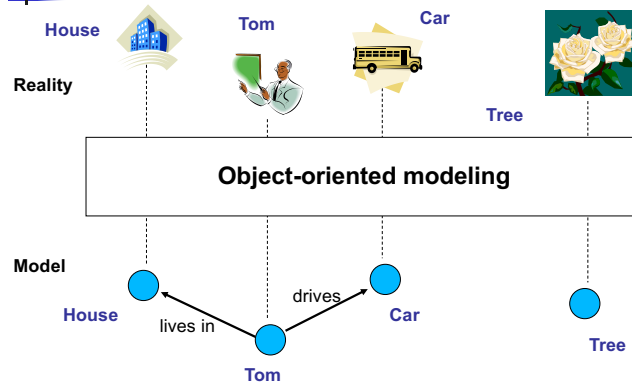 House
Tom
Car
Reality
Tree
Object-oriented modeling
Model
drives
House
lives in
Car
Tree
Tom